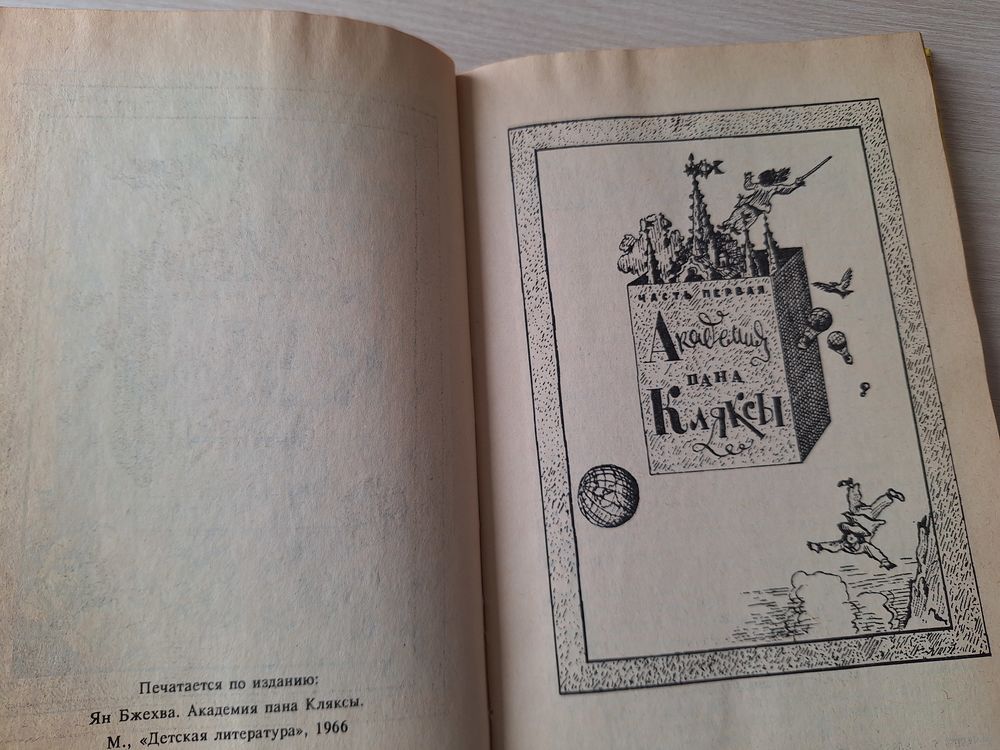 Печатается по изданию:
Ян Бжехва. Академия пана Кляксы.
М., «Детская литература», 1966
ЧАСТЬ ПЕРВАЯ
Академия
ПАНА
Кляксы